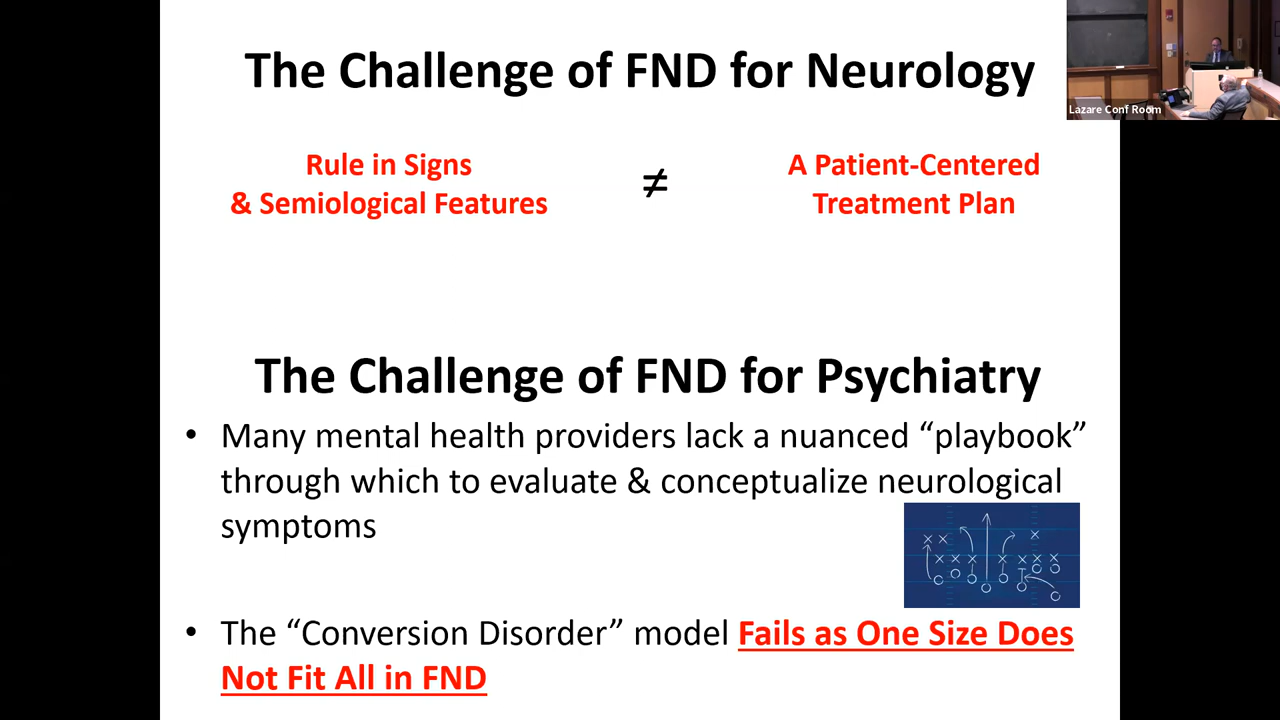 The Challenge of FND for Neurology
Lazare Conf Room
Rule in Signs
& Semiological Features
≠
A Patient-Centered
Treatment Plan
The Challenge of FND for Psychiatry
• Many mental health providers lack a nuanced “playbook”
through which to evaluate & conceptualize neurological
symptoms
• The “Conversion Disorder” model Fails as One Size Does
Not Fit All in FND